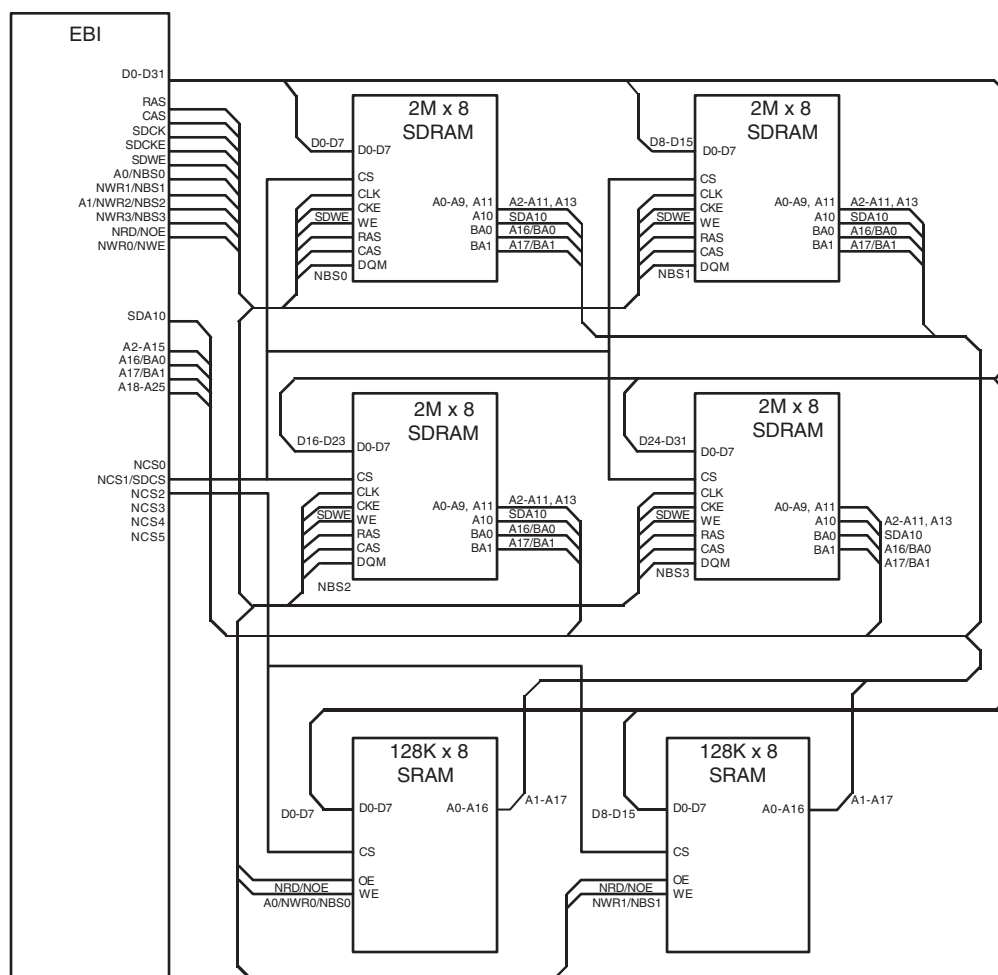 EBI
D0-D31
RAS
CAS
SDCK
SDCKE
SDWE
A0/NBS0
NWR1/NBS1
A1/NWR2/NBS2
NWR3/NBS3
NRD/NOE
NWR0/NWE
SDA10
A2-A15
A16/BA0
A17/BA1
A18-A25
NCS0
NCS1/SDCS
NCS2
NCS3
NCS4
NCS5
2M x 8
SDRAM
D0-D7
D0-D7
CS
CLK
CKE
SDWE
WE
RAS
CAS
DQM
NBS0
A0-A9, A11
A10
BA0
BA1
A2-A11, A13
SDA10
A16/BA0
A17/BA1
2M x 8
SDRAM
D8-D15
D0-D7
CS
CLK
CKE
SDWE
WE
RAS
CAS
DQM
NBS1
A0-A9, A11
A10
BA0
BA1
A2-A11, A13
SDA10
A16/BA0
A17/BA1
2M x 8
SDRAM
D16-D23
D0-D7
CS
CLK
CKE
SDWE
WE
RAS
CAS
DQM
NBS2
A0-A9, A11
A10
BA0
BA1
A2-A11, A13
SDA10
A16/BA0
A17/BA1
2M x 8
SDRAM
D24-D31
D0-D7
CS
CLK
CKE
SDWE
WE
RAS
CAS
DQM
NBS3
A0-A9, A11
A10
BA0
BA1
A2-A11, A13
SDA10
A16/BA0
A17/BA1
128K x 8
SRAM
D0-D7
D0-D7
A0-A16
A1-A17
CS
OE
NRD/NOE
WE
A0/NWR0/NBS0
128K x 8
SRAM
D8-D15
D0-D7
A0-A16
A1-A17
CS
OE
NRD/NOE
WE
NWR1/NBS1